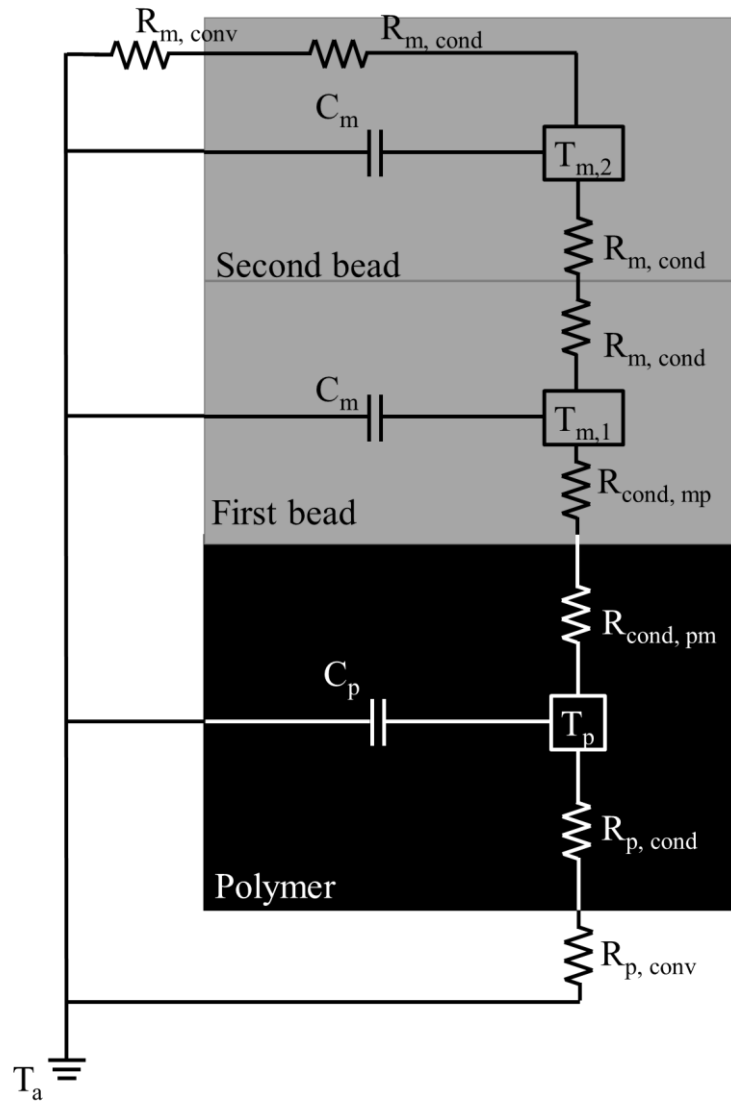 R_m, conv
R_m, cond
C_m
T_m,2
R_m, cond
Second bead
R_m, cond
C_m
T_m,1
R_cond, mp
First bead
R_cond, pm
C_p
T_p
R_p, cond
Polymer
R_p, conv
T_a